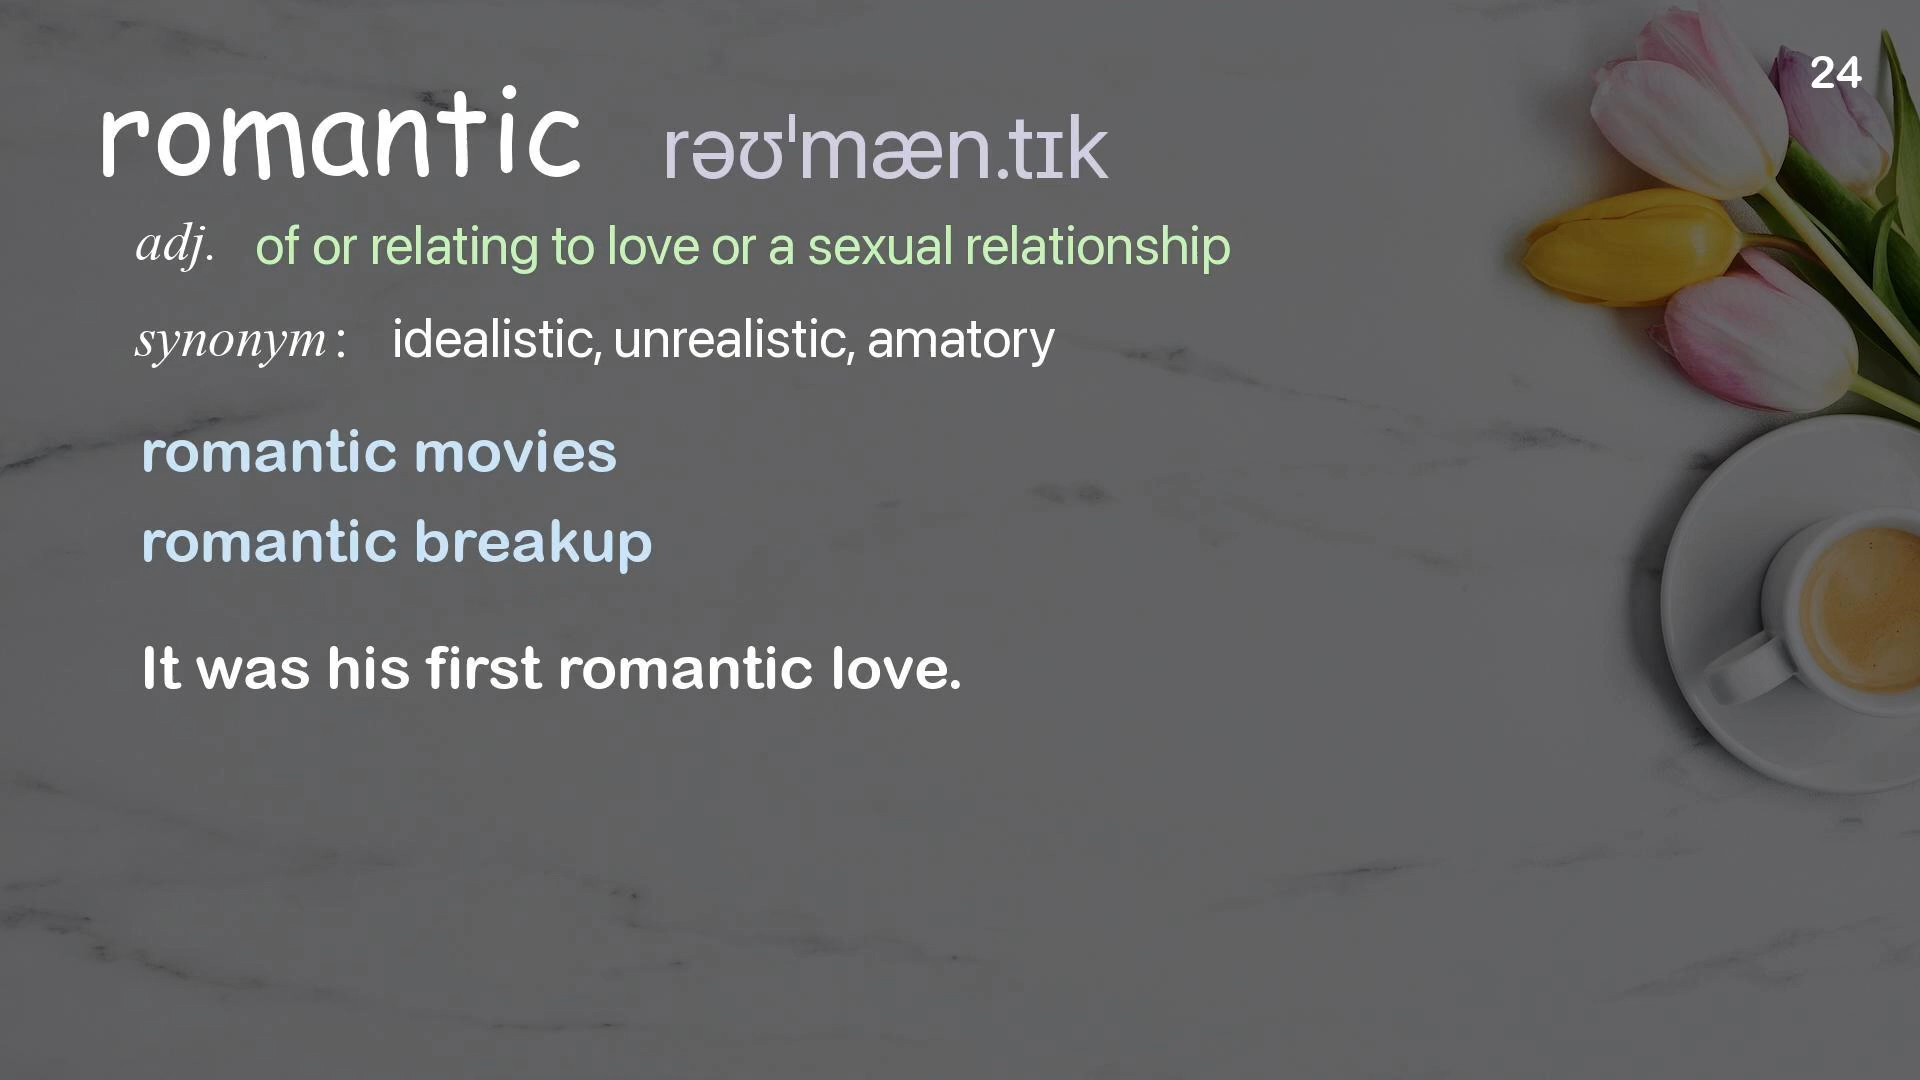 24
romantic rəʊˈmæn.tɪk
adj. of or relating to love or a sexual relationship
synonym: idealistic, unrealistic, amatory
romantic movies
romantic breakup
It was his first romantic love.